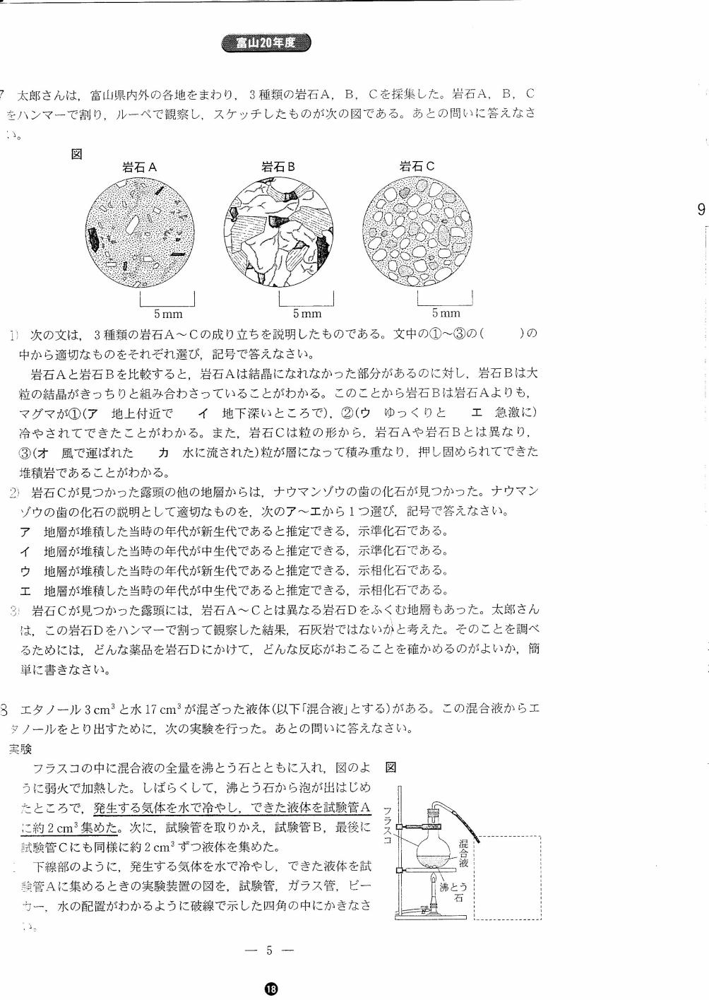 富山20年度
7 太郎さんは，富山県内外の各地をまわり，3種類の岩石A，B，Cを採集した。岩石A，B，C
をハンマーで割り，ルーペで観察し，スケッチしたものが次の図である。あとの問いに答えなさ
い。
図
岩石A
岩石B
岩石C
5mm
5mm
5mm
1) 次の文は，3種類の岩石A～Cの成り立ちを説明したものである。文中の①～③の(　　)の
中から適切なものをそれぞれ選び，記号で答えなさい。
岩石Aと岩石Bを比較すると，岩石Aは結晶になれなかった部分があるのに対し，岩石Bは大
粒の結晶がきっちりと組み合わさっていることがわかる。このことから岩石Bは岩石Aよりも，
マグマが①(ア　地上付近で　イ　地下深いところで)，②(ウ　ゆっくりと　エ　急激に)
冷やされてできたことがわかる。また，岩石Cは粒の形から，岩石Aや岩石Bとは異なり，
③(オ　風で運ばれた　カ　水に流された)粒が層になって積み重なり，押し固められてできた
堆積岩であることがわかる。
2) 岩石Cが見つかった露頭の他の地層からは，ナウマンゾウの歯の化石が見つかった。ナウマン
ゾウの歯の化石の説明として適切なものを，次のア～エから1つ選び，記号で答えなさい。
ア　地層が堆積した当時の年代が新生代であると推定できる，示準化石である。
イ　地層が堆積した当時の年代が中生代であると推定できる，示準化石である。
ウ　地層が堆積した当時の年代が新生代であると推定できる，示相化石である。
エ　地層が堆積した当時の年代が中生代であると推定できる，示相化石である。
3) 岩石Cが見つかった露頭には，岩石A～Cとは異なる岩石Dをふくむ地層もあった。太郎さん
は，この岩石Dをハンマーで割って観察した結果，石灰岩ではないかと考えた。そのことを調べ
るためには，どんな薬品を岩石Dにかけて，どんな反応がおこることを確かめるのがよいか，簡
単に書きなさい。
8 エタノール3cm³と水17cm³が混ざった液体(以下「混合液」とする)がある。この混合液からエ
タノールをとり出すために，次の実験を行った。あとの問いに答えなさい。
実験
フラスコの中に混合液の全量を沸とう石とともに入れ，図のよ
うに弱火で加熱した。しばらくして，沸とう石から泡が出はじめ
たところで，発生する気体を水で冷やし，できた液体を試験管A
に約2cm³集めた。次に，試験管を取りかえ，試験管B，最後に
試験管Cにも同様に約2cm³ずつ液体を集めた。
下線部のように，発生する気体を水で冷やし，できた液体を試
験管Aに集めるときの実験装置の図を，試験管，ガラス管，ビー
カー，水の配置がわかるように破線で示した四角の中にかきなさ
い。
図
フラスコ
混合液
沸とう石
9
— 5 —
18